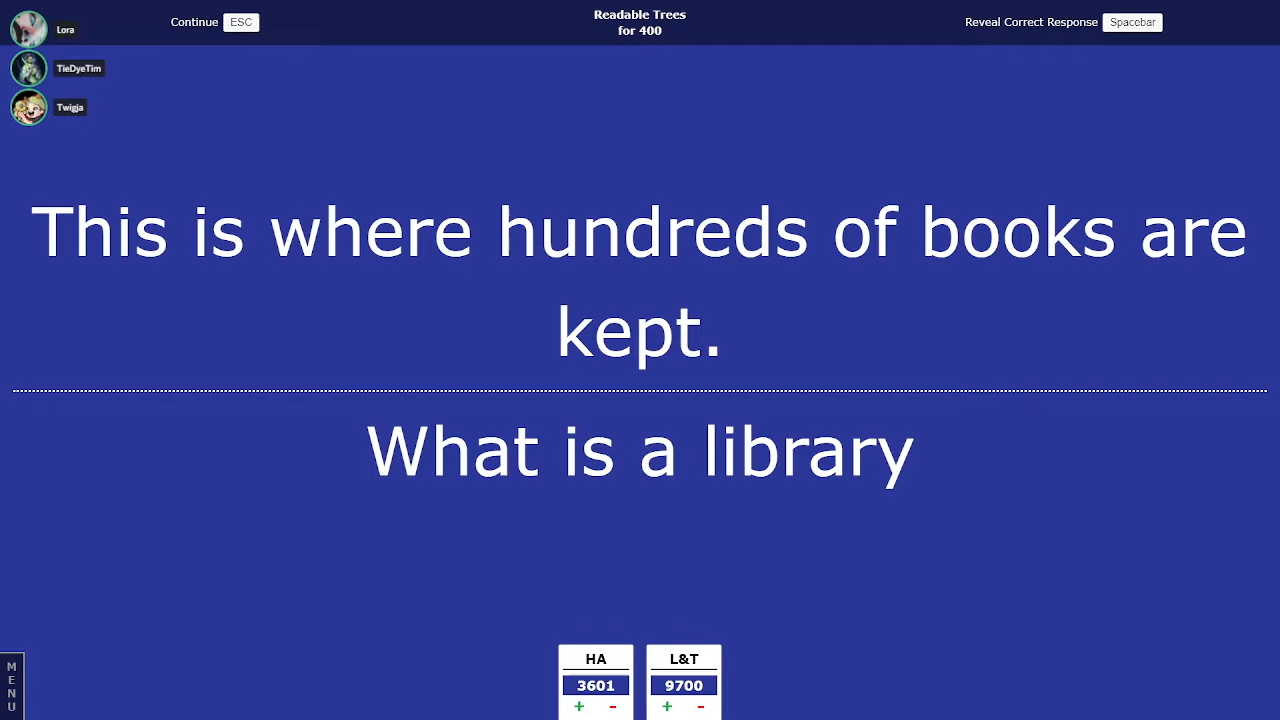 Continue ESC
Readable Trees
for 400
Reveal Correct Response Spacebar
Lora
TieDyeTim
Twigja
This is where hundreds of books are
kept.
What is a library
MENU
HA
3601
+ -
L&T
9700
+ -